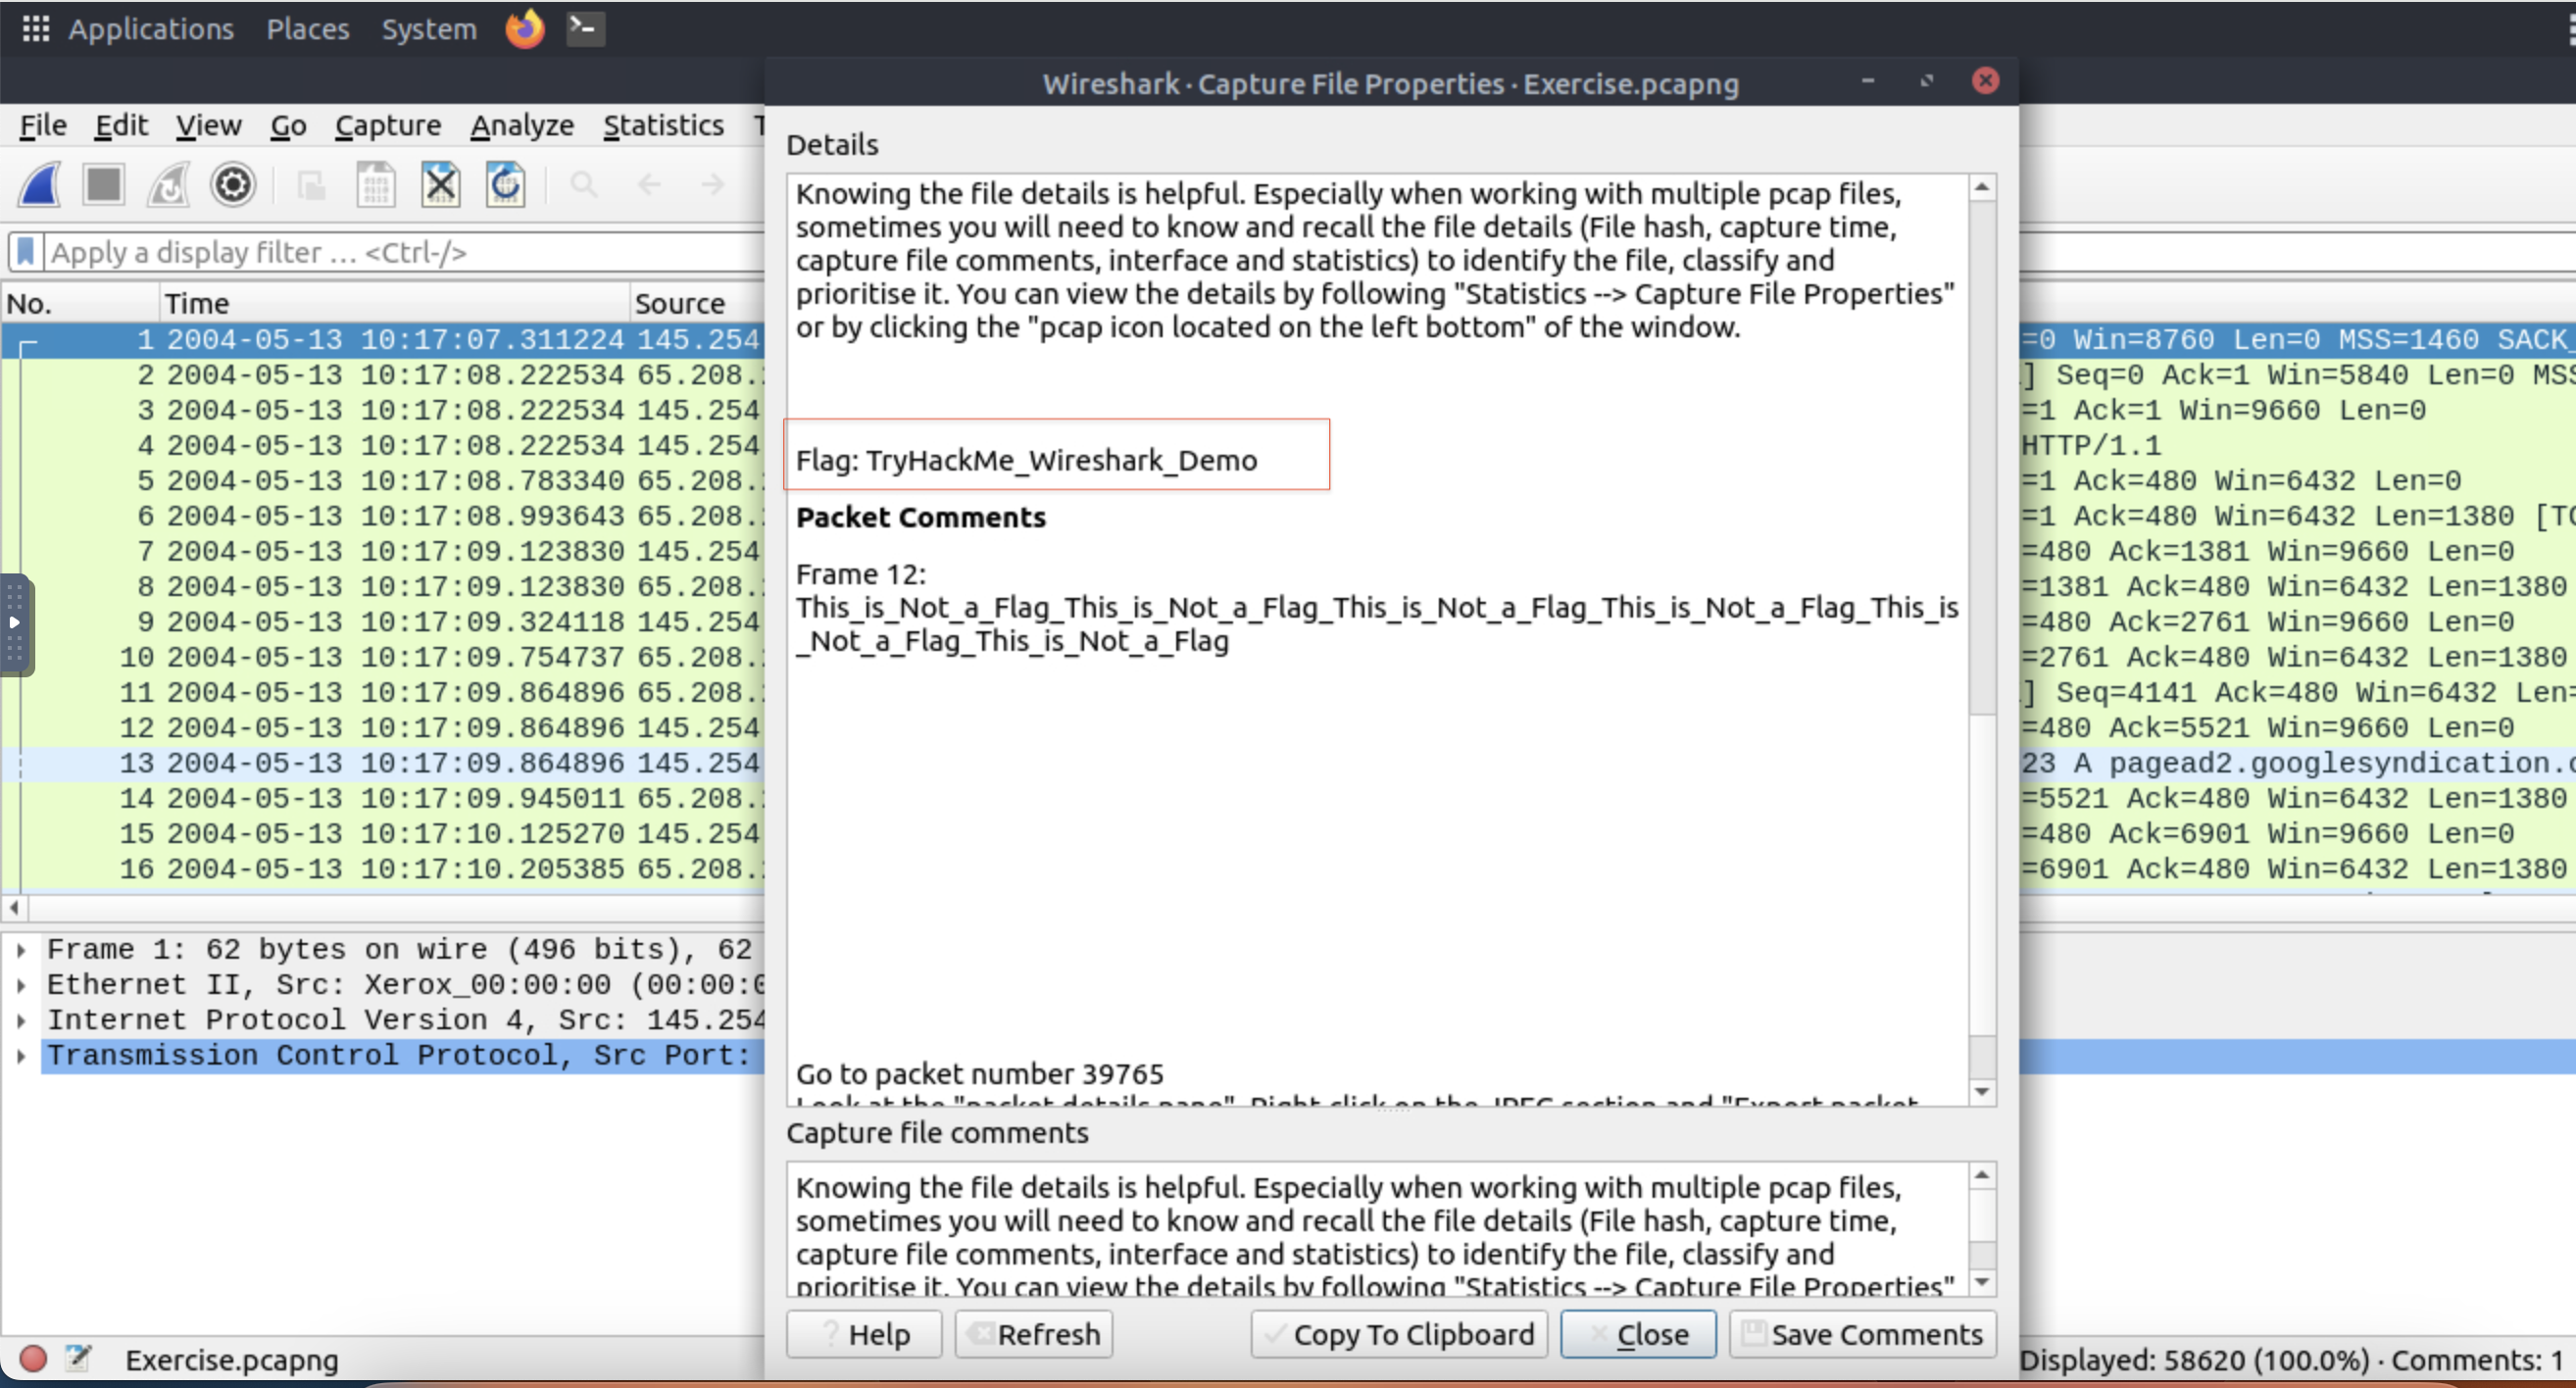 Applications Places System
Wireshark · Capture File Properties · Exercise.pcapng
File Edit View Go Capture Analyze Statistics T
Apply a display filter … <Ctrl-/>
No. Time Source
1 2004-05-13 10:17:07.311224 145.254 =0 Win=8760 Len=0 MSS=1460 SACK_
2 2004-05-13 10:17:08.222534 65.208. ] Seq=0 Ack=1 Win=5840 Len=0 MSS
3 2004-05-13 10:17:08.222534 145.254 =1 Ack=1 Win=9660 Len=0
4 2004-05-13 10:17:08.222534 145.254 HTTP/1.1
5 2004-05-13 10:17:08.783340 65.208. =1 Ack=480 Win=6432 Len=0
6 2004-05-13 10:17:08.993643 65.208. =1 Ack=480 Win=6432 Len=1380 [TC
7 2004-05-13 10:17:09.123830 145.254 =480 Ack=1381 Win=9660 Len=0
8 2004-05-13 10:17:09.123830 65.208. =1381 Ack=480 Win=6432 Len=1380
9 2004-05-13 10:17:09.324118 145.254 =480 Ack=2761 Win=9660 Len=0
10 2004-05-13 10:17:09.754737 65.208. =2761 Ack=480 Win=6432 Len=1380
11 2004-05-13 10:17:09.864896 65.208. ] Seq=4141 Ack=480 Win=6432 Len=
12 2004-05-13 10:17:09.864896 145.254 =480 Ack=5521 Win=9660 Len=0
13 2004-05-13 10:17:09.864896 145.254 23 A pagead2.googlesyndication.c
14 2004-05-13 10:17:09.945011 65.208. =5521 Ack=480 Win=6432 Len=1380
15 2004-05-13 10:17:10.125270 145.254 =480 Ack=6901 Win=9660 Len=0
16 2004-05-13 10:17:10.205385 65.208. =6901 Ack=480 Win=6432 Len=1380
Frame 1: 62 bytes on wire (496 bits), 62
Ethernet II, Src: Xerox_00:00:00 (00:00:0
Internet Protocol Version 4, Src: 145.254
Transmission Control Protocol, Src Port:
Details
Knowing the file details is helpful. Especially when working with multiple pcap files,
sometimes you will need to know and recall the file details (File hash, capture time,
capture file comments, interface and statistics) to identify the file, classify and
prioritise it. You can view the details by following "Statistics --> Capture File Properties"
or by clicking the "pcap icon located on the left bottom" of the window.
Flag: TryHackMe_Wireshark_Demo
Packet Comments
Frame 12:
This_is_Not_a_Flag_This_is_Not_a_Flag_This_is_Not_a_Flag_This_is_Not_a_Flag_This_is
_Not_a_Flag_This_is_Not_a_Flag
Go to packet number 39765
Look at the "packet details pane". Right-click on the JPEG section and "Export packet
Capture file comments
Knowing the file details is helpful. Especially when working with multiple pcap files,
sometimes you will need to know and recall the file details (File hash, capture time,
capture file comments, interface and statistics) to identify the file, classify and
prioritise it. You can view the details by following "Statistics --> Capture File Properties"
Help Refresh Copy To Clipboard Close Save Comments
Exercise.pcapng
Displayed: 58620 (100.0%) · Comments: 1